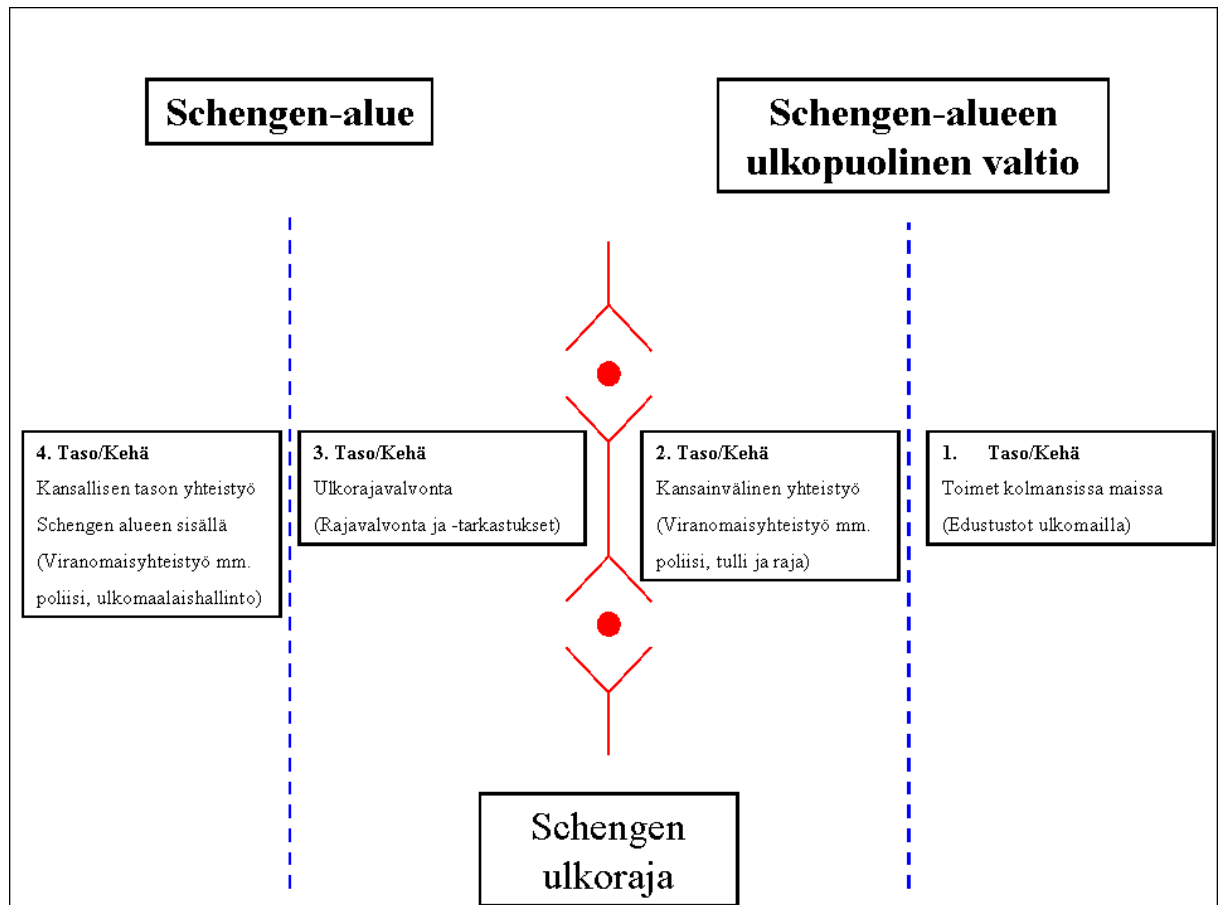 Schengen-alue
Schengen-alueen
ulkopuolinen valtio
4. Taso/Kehä
Kansallisen tason yhteistyö
Schengen alueen sisällä
(Viranomaisyhteistyö mm.
poliisi, ulkomaalaishallinto)
3. Taso/Kehä
Ulkorajavalvonta
(Rajavalvonta ja -tarkastukset)
2. Taso/Kehä
Kansainvälinen yhteistyö
(Viranomaisyhteistyö mm.
poliisi, tulli ja raja)
1. Taso/Kehä
Toimet kolmansissa maissa
(Edustustot ulkomailla)
Schengen
ulkoraja